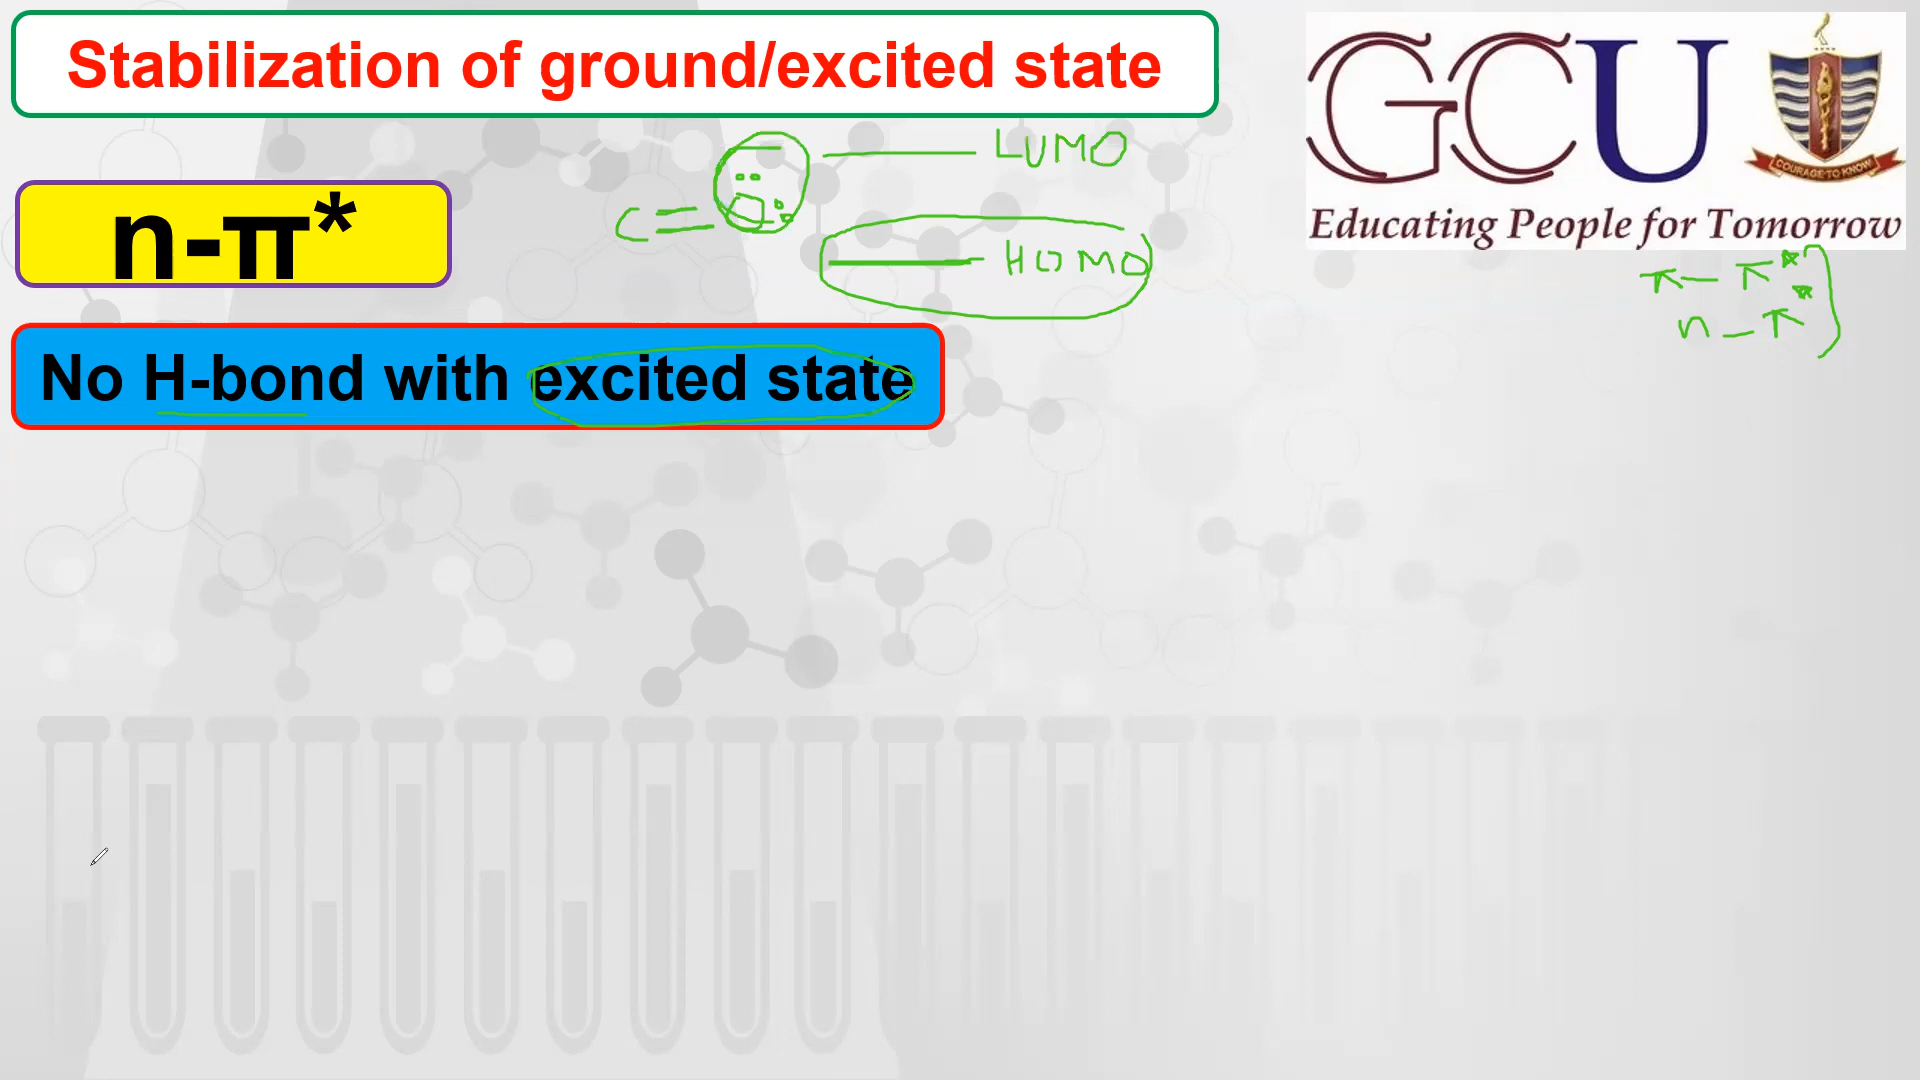 Stabilization of ground/excited state
GCU
COURAGE TO KNOW
Educating People for Tomorrow
LUMO
n-π*
C=O
HOMO
π-π*
n-π*
No H-bond with excited state